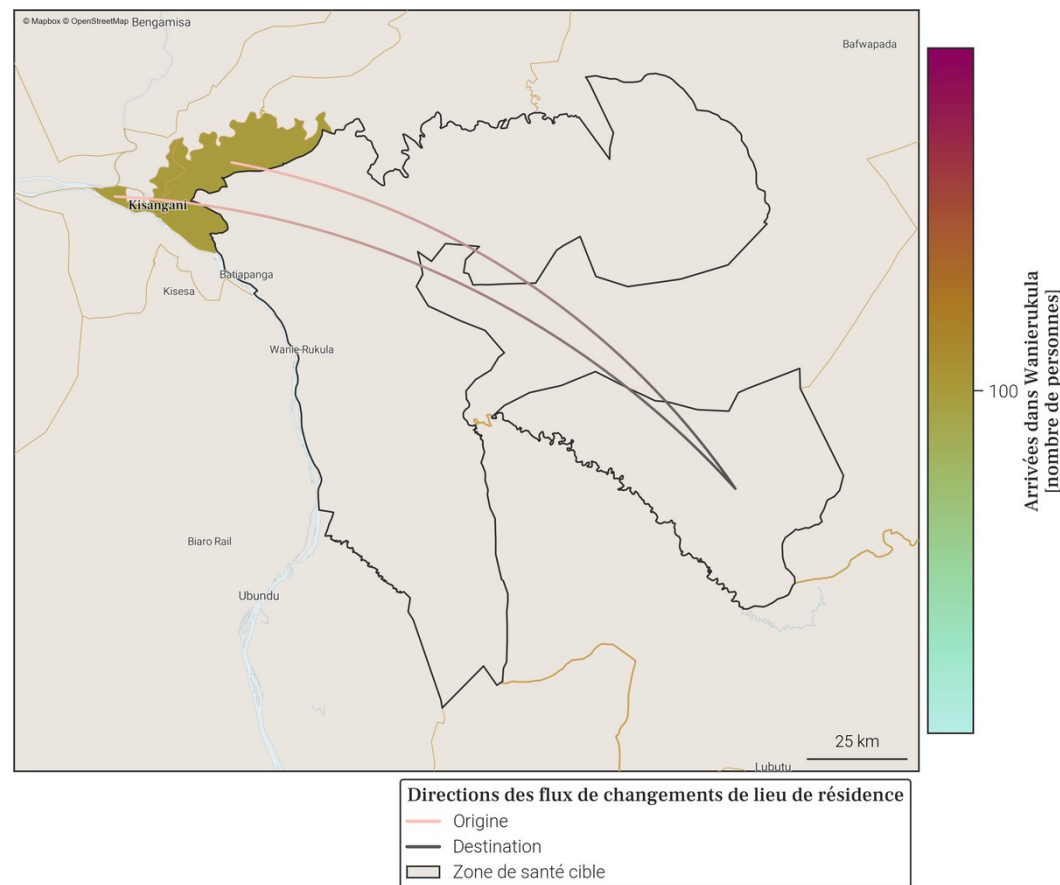 © Mapbox © OpenStreetMap
Bengamisa
Bafwapada
Kisangani
Batiapanga
Kisesa
Wanie-Rukula
Biaro Rail
Ubundu
Lubutu
25 km
100
Arrivées dans Wanierukula
[nombre de personnes]
Directions des flux de changements de lieu de résidence
Origine
Destination
Zone de santé cible